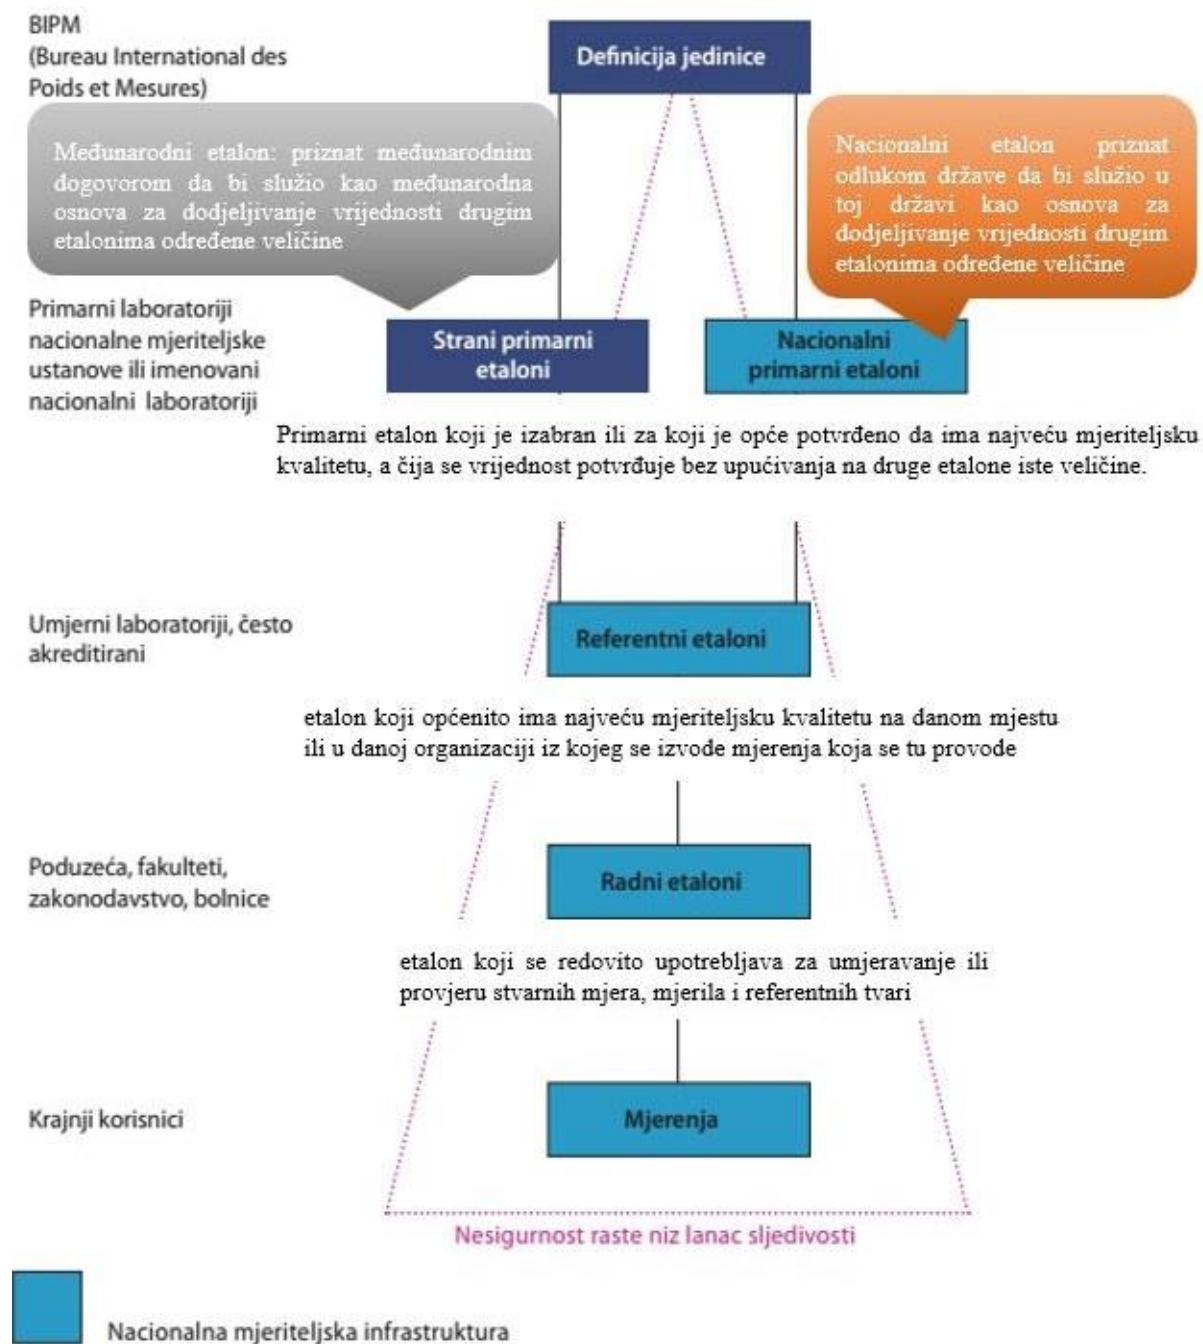 BIPM
(Bureau International des
Poids et Mesures)
Definicija jedinice
Međunarodni etalon: priznat međunarodnim
dogovorom da bi služio kao međunarodna
osnova za dodjeljivanje vrijednosti drugim
etalonima određene veličine
Nacionalni etalon priznat
odlukom države da bi služio u
toj državi kao osnova za
dodjeljivanje vrijednosti drugim
etalonima određene veličine
Primarni laboratoriji
nacionalne mjeriteljske
ustanove ili imenovani
nacionalni laboratoriji
Strani primarni
etaloni
Nacionalni
primarni etaloni
Primarni etalon koji je izabran ili za koji je opće potvrđeno da ima najveću mjeriteljsku
kvalitetu, a čija se vrijednost potvrđuje bez upućivanja na druge etalone iste veličine.
Umjerni laboratoriji, često
akreditirani
Referentni etaloni
etalon koji općenito ima najveću mjeriteljsku kvalitetu na danom mjestu
ili u danoj organizaciji iz kojeg se izvode mjerenja koja se tu provode
Poduzeća, fakulteti,
zakonodavstvo, bolnice
Radni etaloni
etalon koji se redovito upotrebljava za umjeravanje ili
provjeru stvarnih mjera, mjerila i referentnih tvari
Krajnji korisnici
Mjerenja
Nesigurnost raste niz lanac sljedivosti
Nacionalna mjeriteljska infrastruktura